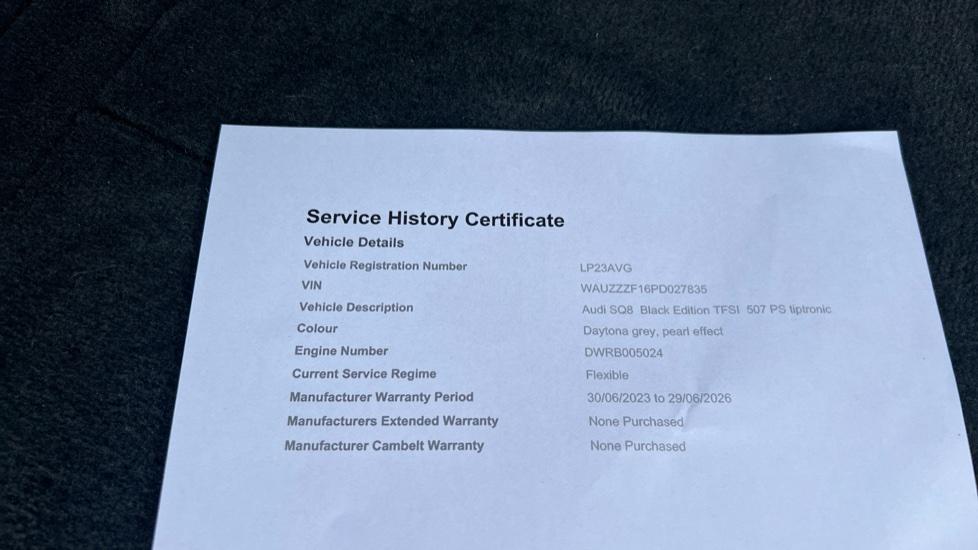 Service History Certificate
Vehicle Details
Vehicle Registration Number LP23AVG
VIN WAUZZZF16PD027835
Vehicle Description Audi SQ8 Black Edition TFSI 507 PS tiptronic
Colour Daytona grey, pearl effect
Engine Number DWRB005024
Current Service Regime Flexible
Manufacturer Warranty Period 30/06/2023 to 29/06/2026
Manufacturers Extended Warranty None Purchased
Manufacturer Cambelt Warranty None Purchased